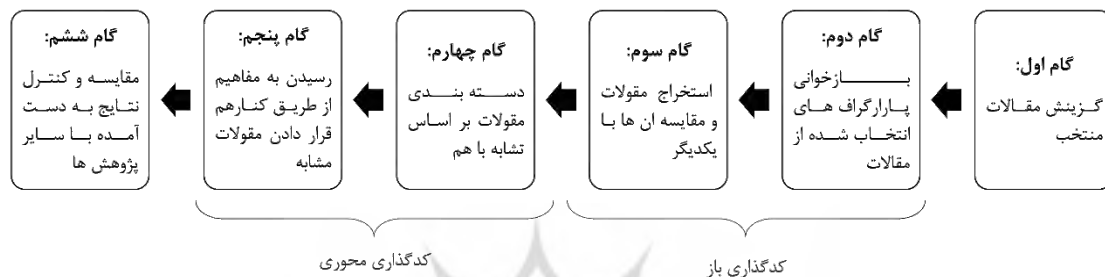 گام اول:
گزینش مقالات
منتخب
گام دوم:
بازخوانی
پارارگراف های
انتخاب شده از
مقالات
گام سوم:
استخراج مقولات
و مقایسه ان ها با
یکدیگر
گام چهارم:
دسته بندی
مقولات بر اساس
تشابه با هم
گام پنجم:
رسیدن به مفاهیم
از طریق کنارهم
قرار دادن مقولات
مشابه
گام ششم:
مقایسه و کنترل
نتایج به دست
آمده با سایر
پژوهش ها
کدگذاری باز
کدگذاری محوری